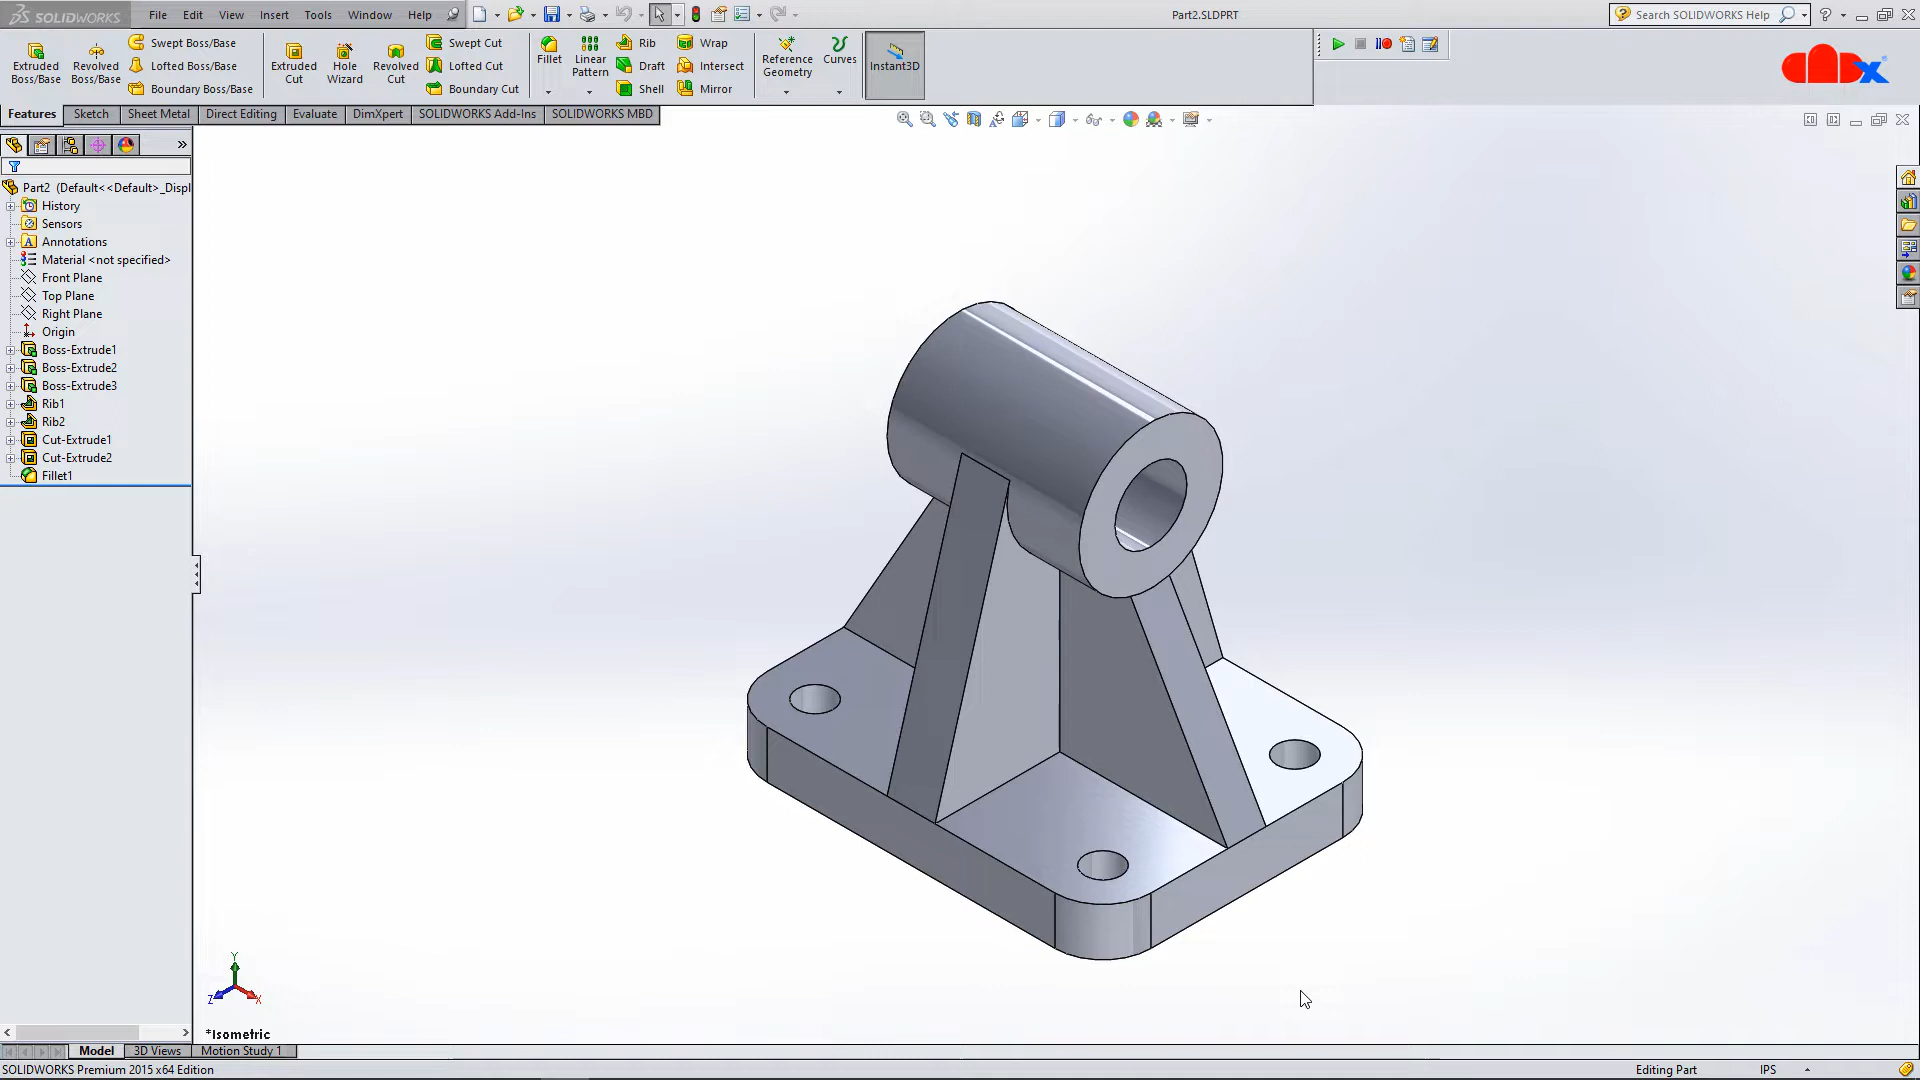 SOLIDWORKS File Edit View Insert Tools Window Help Part2.SLDPRT Search SOLIDWORKS Help
Extruded Boss/Base
Revolved Boss/Base
Swept Boss/Base
Lofted Boss/Base
Boundary Boss/Base
Extruded Cut
Hole Wizard
Revolved Cut
Swept Cut
Lofted Cut
Boundary Cut
Fillet
Linear Pattern
Rib
Draft
Shell
Wrap
Intersect
Mirror
Reference Geometry
Curves
Instant3D
Features Sketch Sheet Metal Direct Editing Evaluate DimXpert SOLIDWORKS Add-Ins SOLIDWORKS MBD
Part2 (Default<<Default>_Displ
History
Sensors
Annotations
Material <not specified>
Front Plane
Top Plane
Right Plane
Origin
Boss-Extrude1
Boss-Extrude2
Boss-Extrude3
Rib1
Rib2
Cut-Extrude1
Cut-Extrude2
Fillet1
Y
Z X
*Isometric
Model 3D Views Motion Study 1
SOLIDWORKS Premium 2015 x64 Edition Editing Part IPS